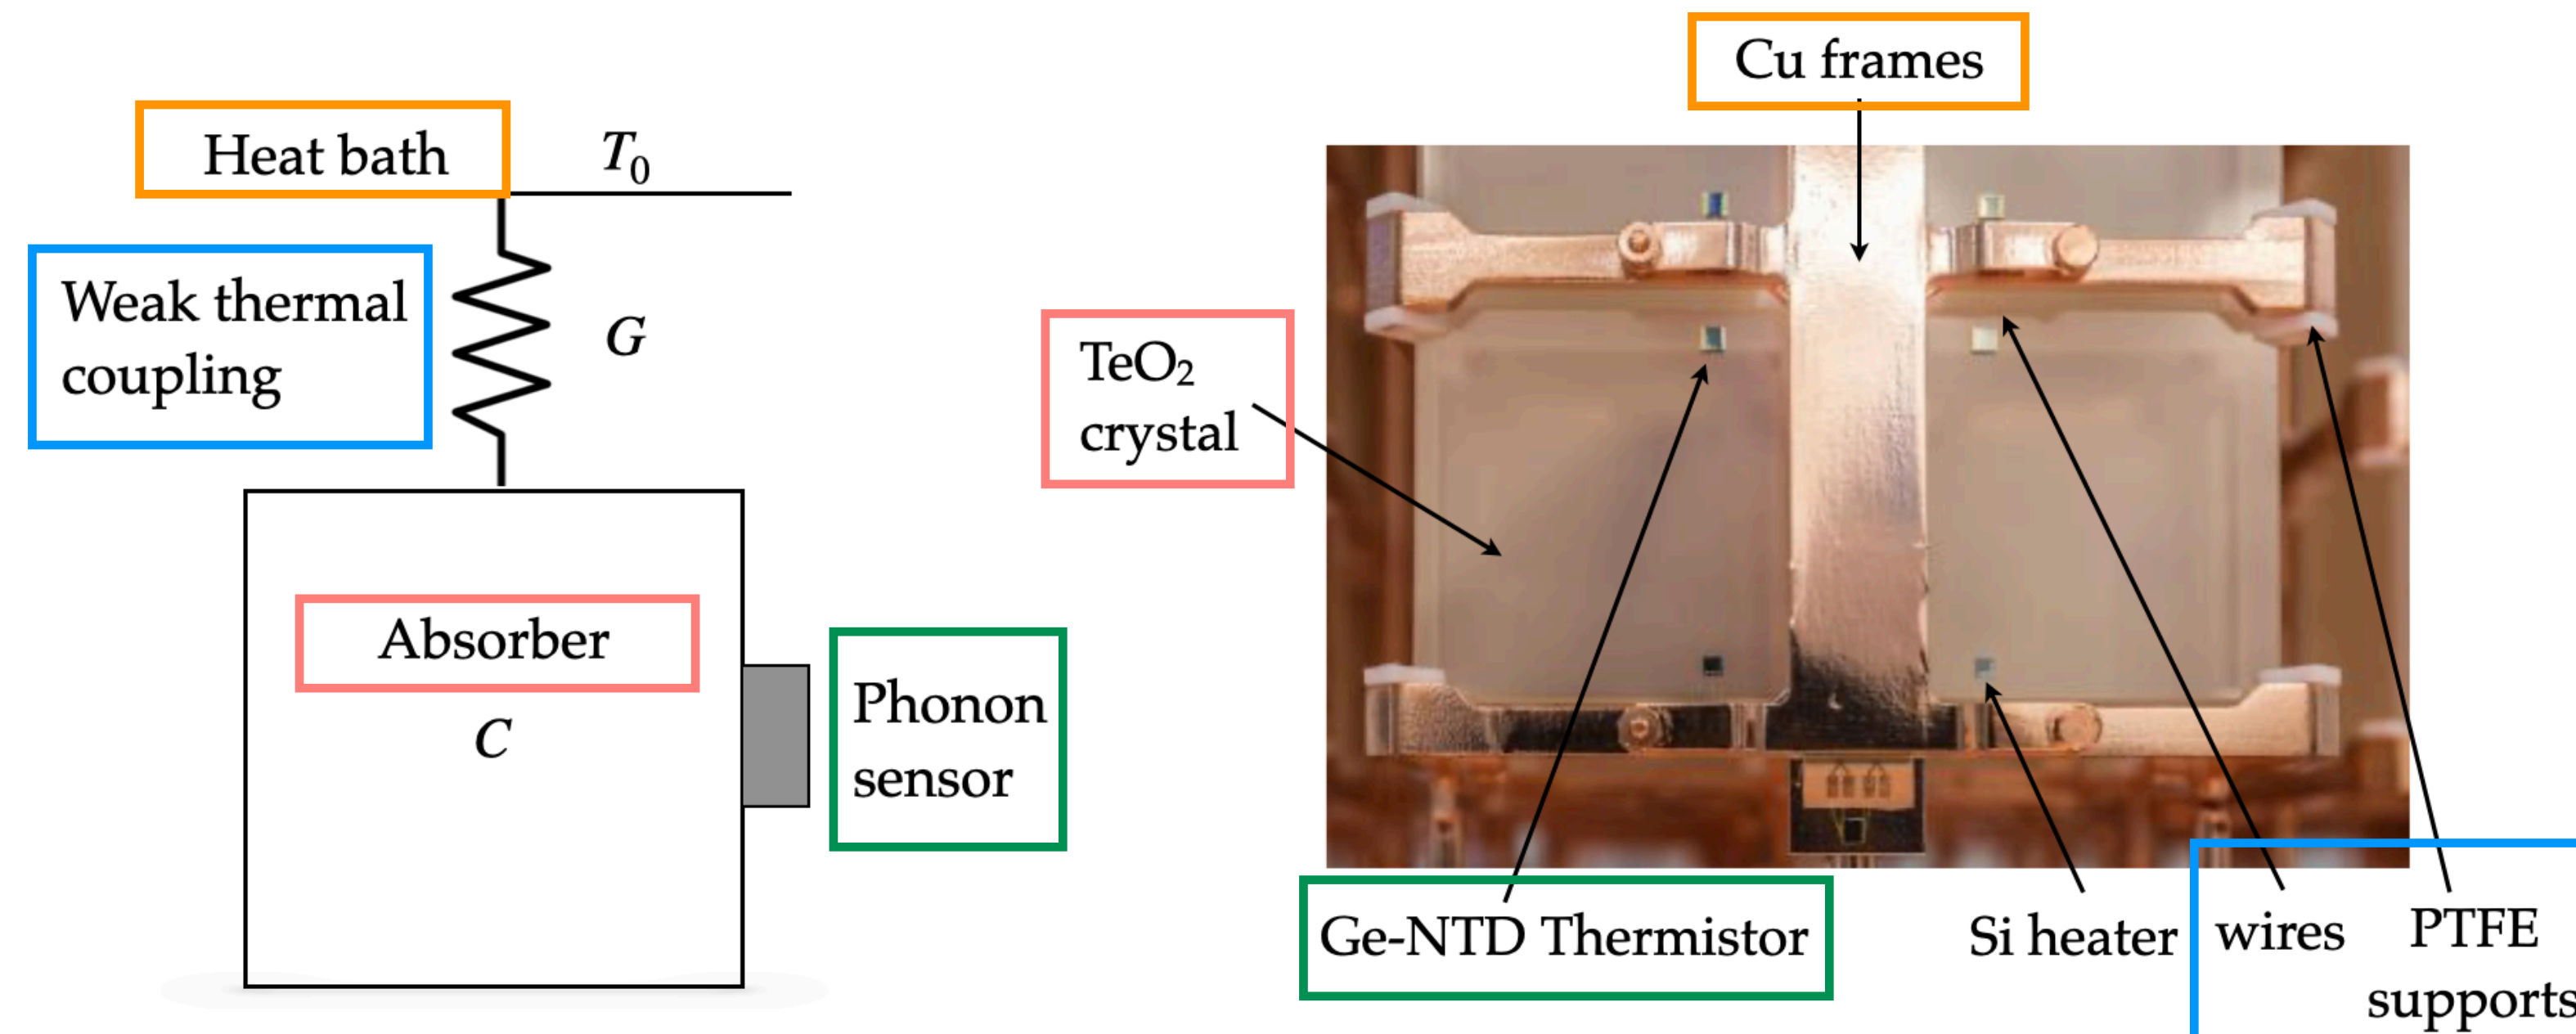 Heat bath
T₀
Weak thermal
coupling
G
Absorber
C
Phonon
sensor
Cu frames
TeO₂
crystal
Ge-NTD Thermistor
Si heater
wires
PTFE
supports